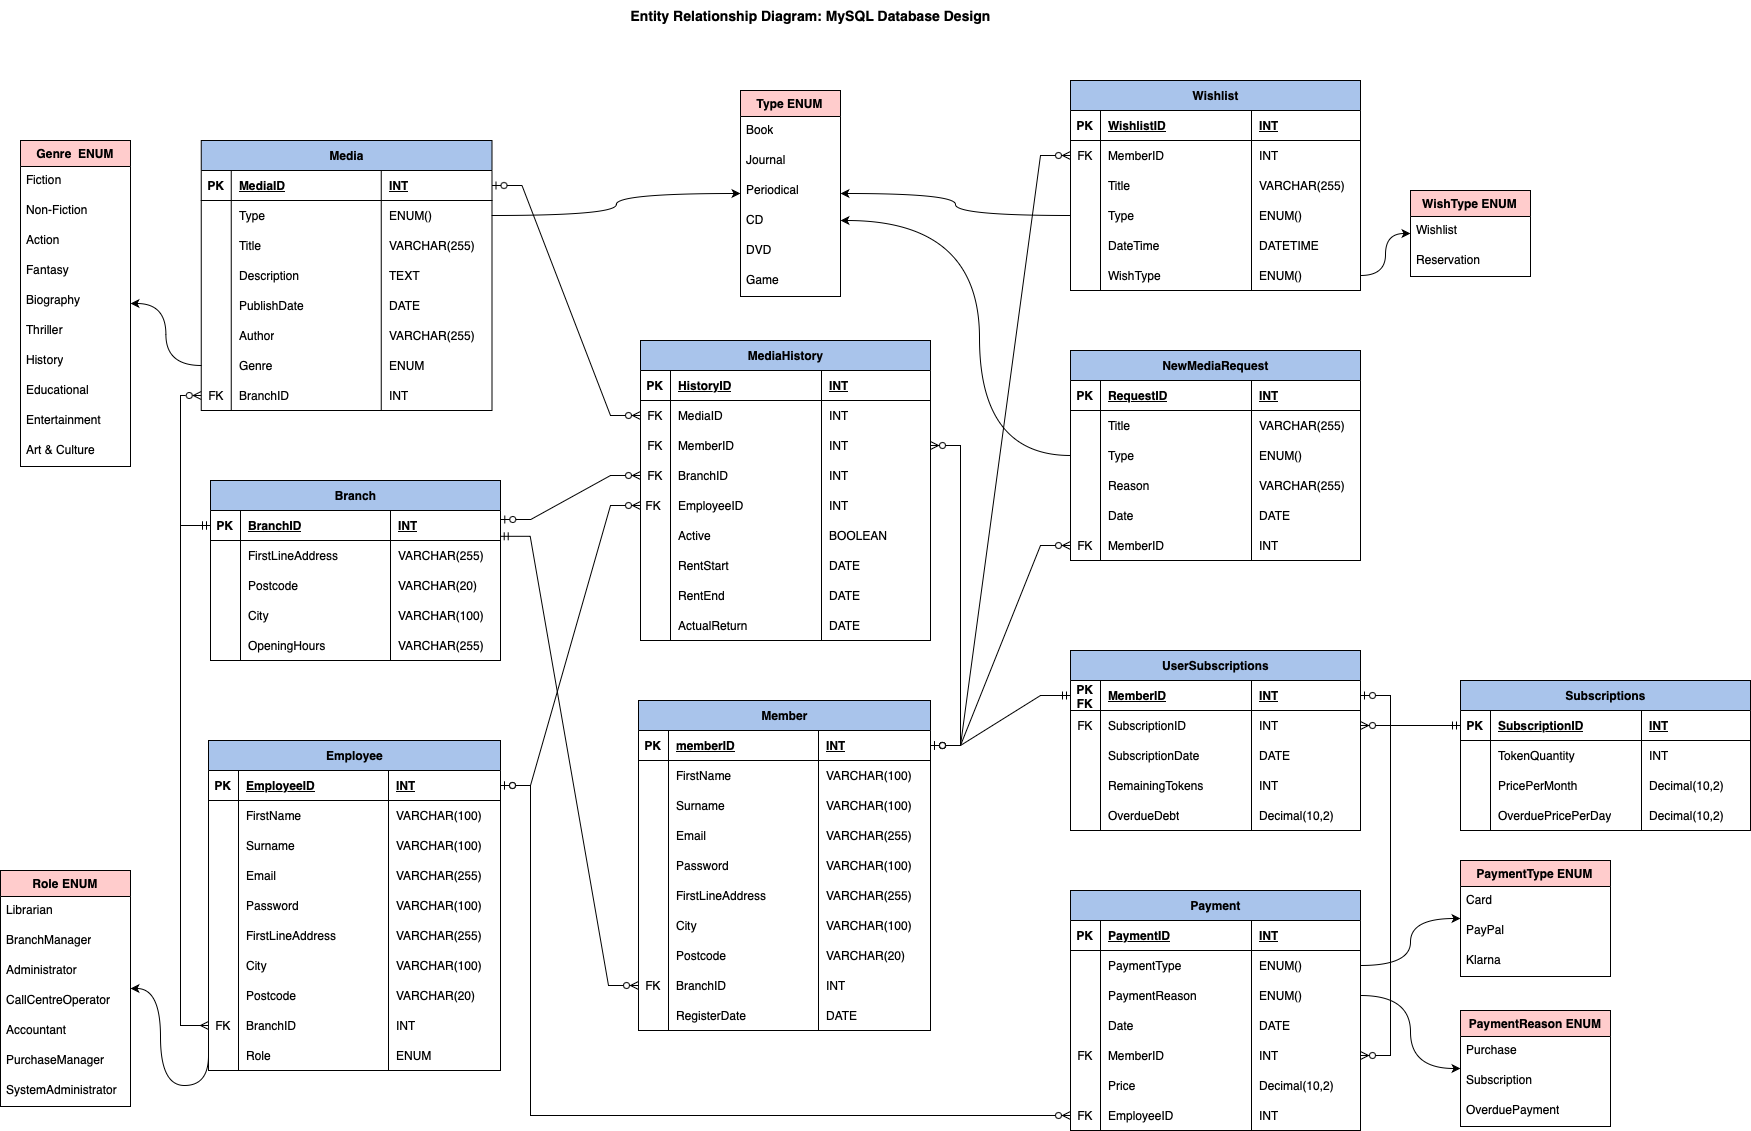 Entity Relationship Diagram: MySQL Database Design
Genre ENUM
Fiction
Non-Fiction
Action
Fantasy
Biography
Thriller
History
Educational
Entertainment
Art & Culture
Media
PK MediaID INT
Type ENUM()
Title VARCHAR(255)
Description TEXT
PublishDate DATE
Author VARCHAR(255)
Genre ENUM
FK BranchID INT
Type ENUM
Book
Journal
Periodical
CD
DVD
Game
Wishlist
PK WishlistID INT
FK MemberID INT
Title VARCHAR(255)
Type ENUM()
DateTime DATETIME
WishType ENUM()
WishType ENUM
Wishlist
Reservation
MediaHistory
PK HistoryID INT
FK MediaID INT
FK MemberID INT
FK BranchID INT
FK EmployeeID INT
Active BOOLEAN
RentStart DATE
RentEnd DATE
ActualReturn DATE
NewMediaRequest
PK RequestID INT
Title VARCHAR(255)
Type ENUM()
Reason VARCHAR(255)
Date DATE
FK MemberID INT
Branch
PK BranchID INT
FirstLineAddress VARCHAR(255)
Postcode VARCHAR(20)
City VARCHAR(100)
OpeningHours VARCHAR(255)
UserSubscriptions
PK
FK MemberID INT
FK SubscriptionID INT
SubscriptionDate DATE
RemainingTokens INT
OverdueDebt Decimal(10,2)
Subscriptions
PK SubscriptionID INT
TokenQuantity INT
PricePerMonth Decimal(10,2)
OverduePricePerDay Decimal(10,2)
Member
PK memberID INT
FirstName VARCHAR(100)
Surname VARCHAR(100)
Email VARCHAR(255)
Password VARCHAR(100)
FirstLineAddress VARCHAR(255)
City VARCHAR(100)
Postcode VARCHAR(20)
FK BranchID INT
RegisterDate DATE
Employee
PK EmployeeID INT
FirstName VARCHAR(100)
Surname VARCHAR(100)
Email VARCHAR(255)
Password VARCHAR(100)
FirstLineAddress VARCHAR(255)
City VARCHAR(100)
Postcode VARCHAR(20)
FK BranchID INT
Role ENUM
Role ENUM
Librarian
BranchManager
Administrator
CallCentreOperator
Accountant
PurchaseManager
SystemAdministrator
Payment
PK PaymentID INT
PaymentType ENUM()
PaymentReason ENUM()
Date DATE
FK MemberID INT
Price Decimal(10,2)
FK EmployeeID INT
PaymentType ENUM
Card
PayPal
Klarna
PaymentReason ENUM
Purchase
Subscription
OverduePayment